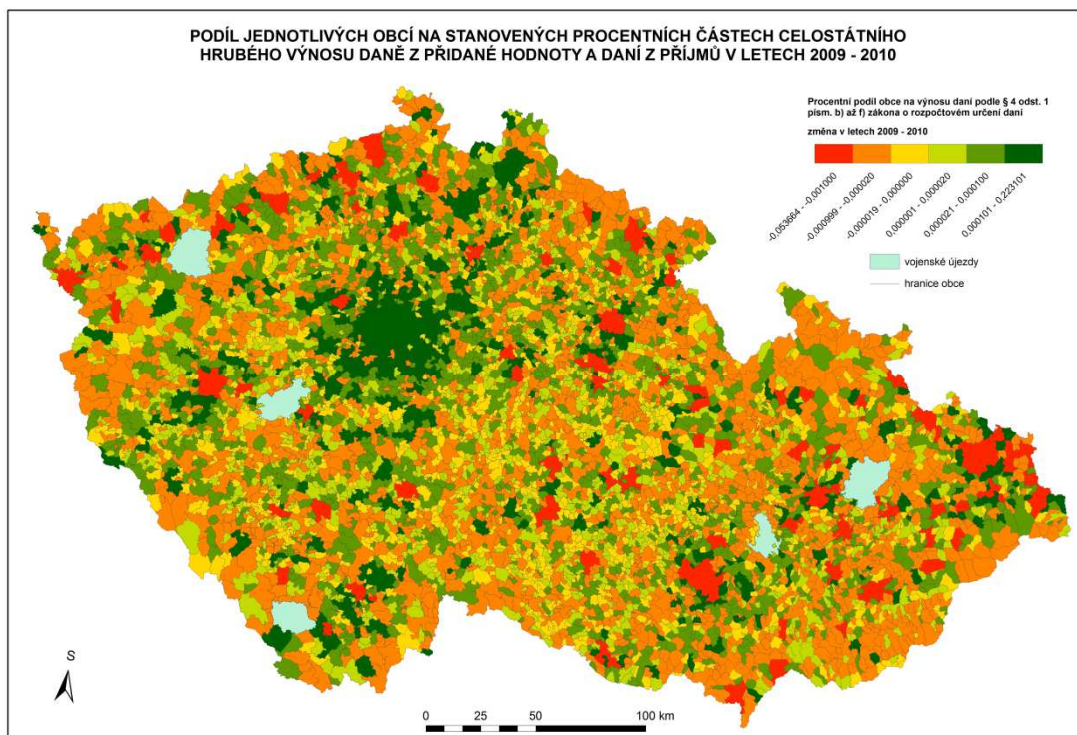 PODÍL JEDNOTLIVÝCH OBCÍ NA STANOVENÝCH PROCENTNÍCH ČÁSTECH CELOSTÁTNÍHO
HRUBÉHO VÝNOSU DANĚ Z PŘIDANÉ HODNOTY A DANÍ Z PŘÍJMŮ V LETECH 2009 - 2010
Procentní podíl obce na výnosu daní podle § 4 odst. 1
písm. b) až f) zákona o rozpočtovém určení daní
změna v letech 2009 - 2010
-0,053664 - -0,001000
-0,000999 - -0,000020
-0,000019 - 0,000000
0,000001 - 0,000020
0,000021 - 0,000100
0,000101 - 0,223101
vojenské újezdy
hranice obce
S
0 25 50 100 km